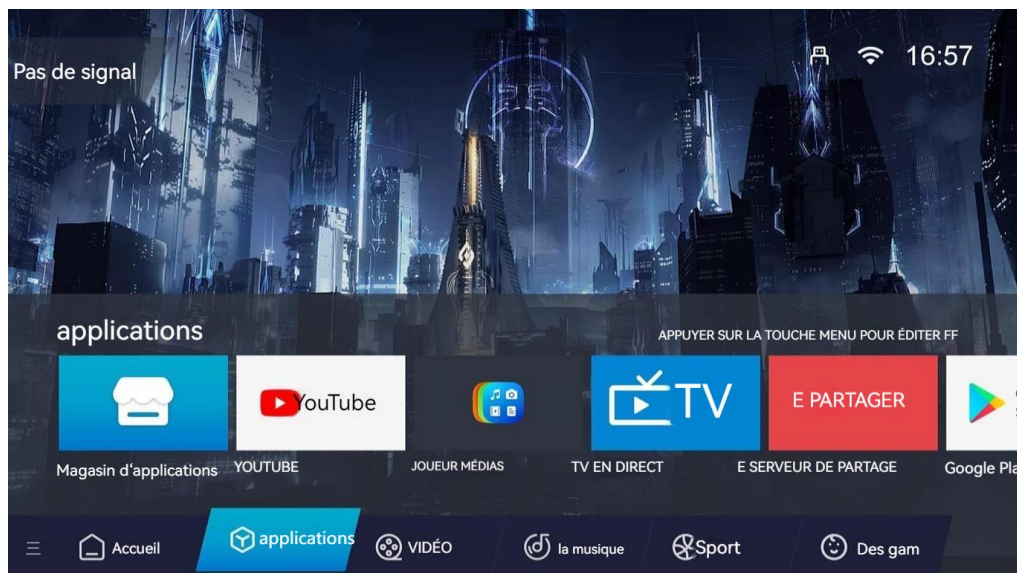 Pas de signal
16:57
applications
APPUYER SUR LA TOUCHE MENU POUR ÉDITER FF
YouTube
TV
E PARTAGER
Magasin d'applications
YOUTUBE
JOUEUR MÉDIAS
TV EN DIRECT
E SERVEUR DE PARTAGE
Google Pla
Accueil
applications
VIDÉO
la musique
Sport
Des gam